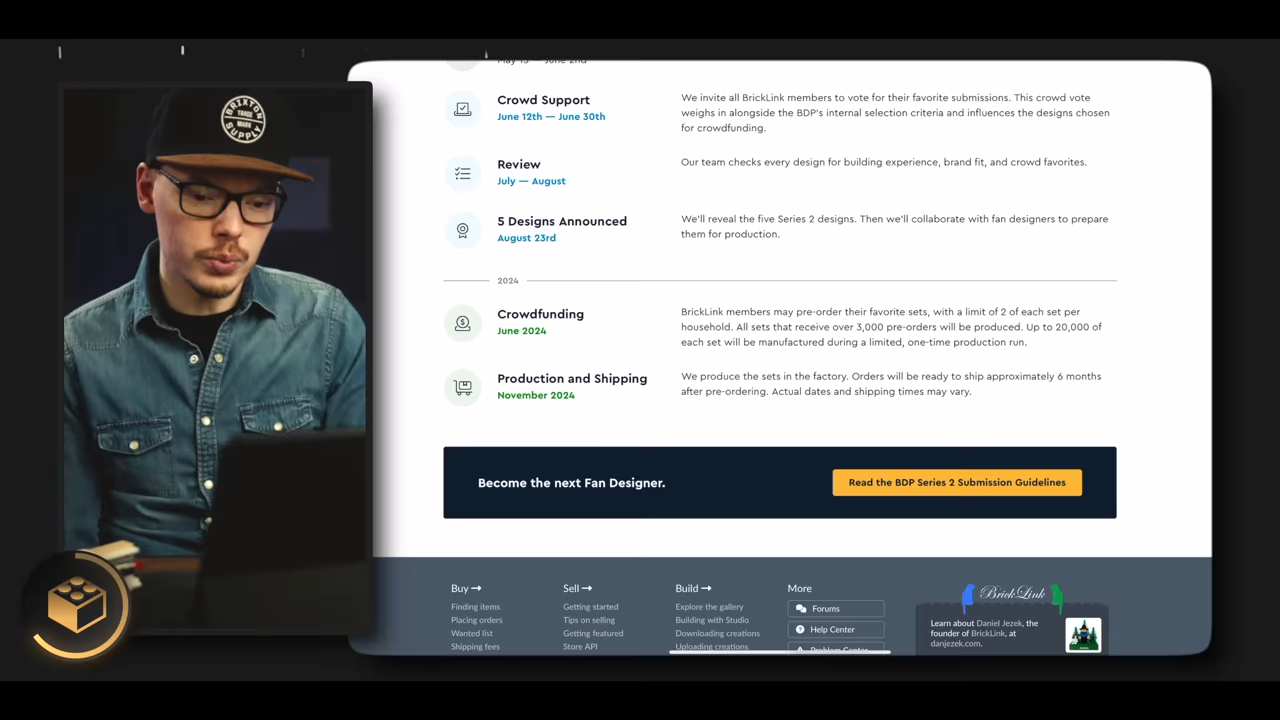 BRIXTON
TRADE
MARK
SUPPLY
May 15 — June 2nd
Crowd Support
June 12th — June 30th
We invite all BrickLink members to vote for their favorite submissions. This crowd vote
weighs in alongside the BDP's internal selection criteria and influences the designs chosen
for crowdfunding.
Review
July — August
Our team checks every design for building experience, brand fit, and crowd favorites.
5 Designs Announced
August 23rd
We'll reveal the five Series 2 designs. Then we'll collaborate with fan designers to prepare
them for production.
2024
Crowdfunding
June 2024
BrickLink members may pre-order their favorite sets, with a limit of 2 of each set per
household. All sets that receive over 3,000 pre-orders will be produced. Up to 20,000 of
each set will be manufactured during a limited, one-time production run.
Production and Shipping
November 2024
We produce the sets in the factory. Orders will be ready to ship approximately 6 months
after pre-ordering. Actual dates and shipping times may vary.
Become the next Fan Designer.
Read the BDP Series 2 Submission Guidelines
Buy
Finding items
Placing orders
Wanted list
Shipping fees
Sell
Getting started
Tips on selling
Getting featured
Store API
Build
Explore the gallery
Building with Studio
Downloading creations
Uploading creations
More
Forums
Help Center
Problem Center
BrickLink
Learn about Daniel Jezek, the
founder of BrickLink, at
danjezek.com.